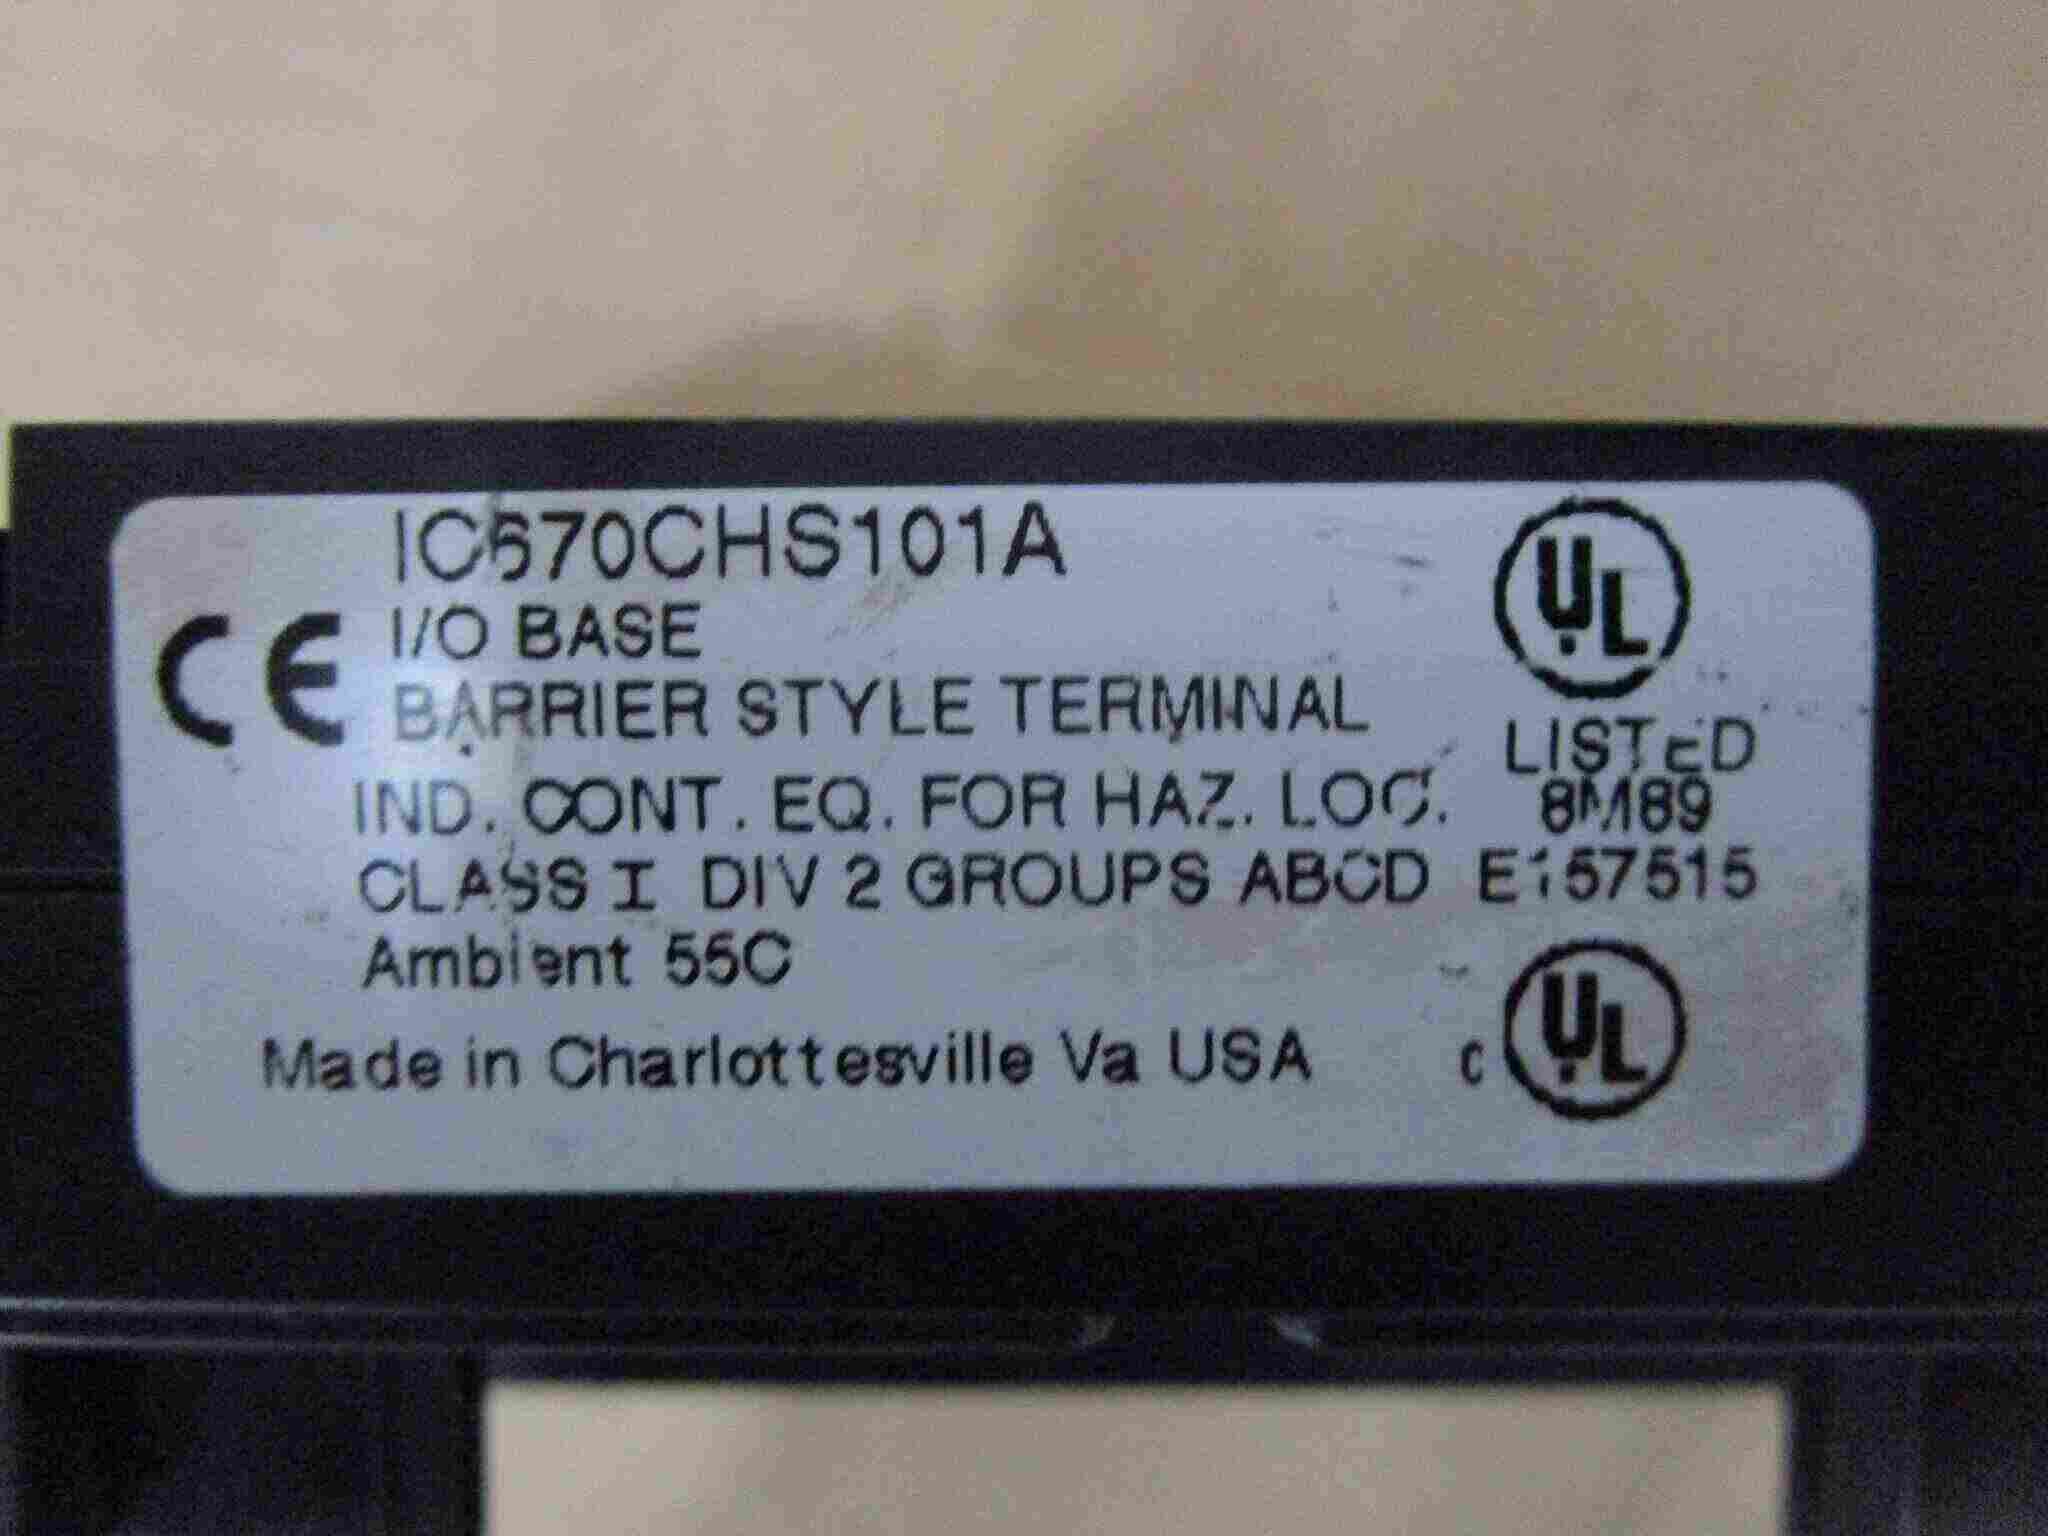 IC670CHS101A
CE
I/O BASE
BARRIER STYLE TERMINAL
IND. CONT. EQ. FOR HAZ. LOC.
CLASS I DIV 2 GROUPS ABCD
Ambient 55C
Made in Charlottesville Va USA
UL
LISTED
8M89
E157515
c UL